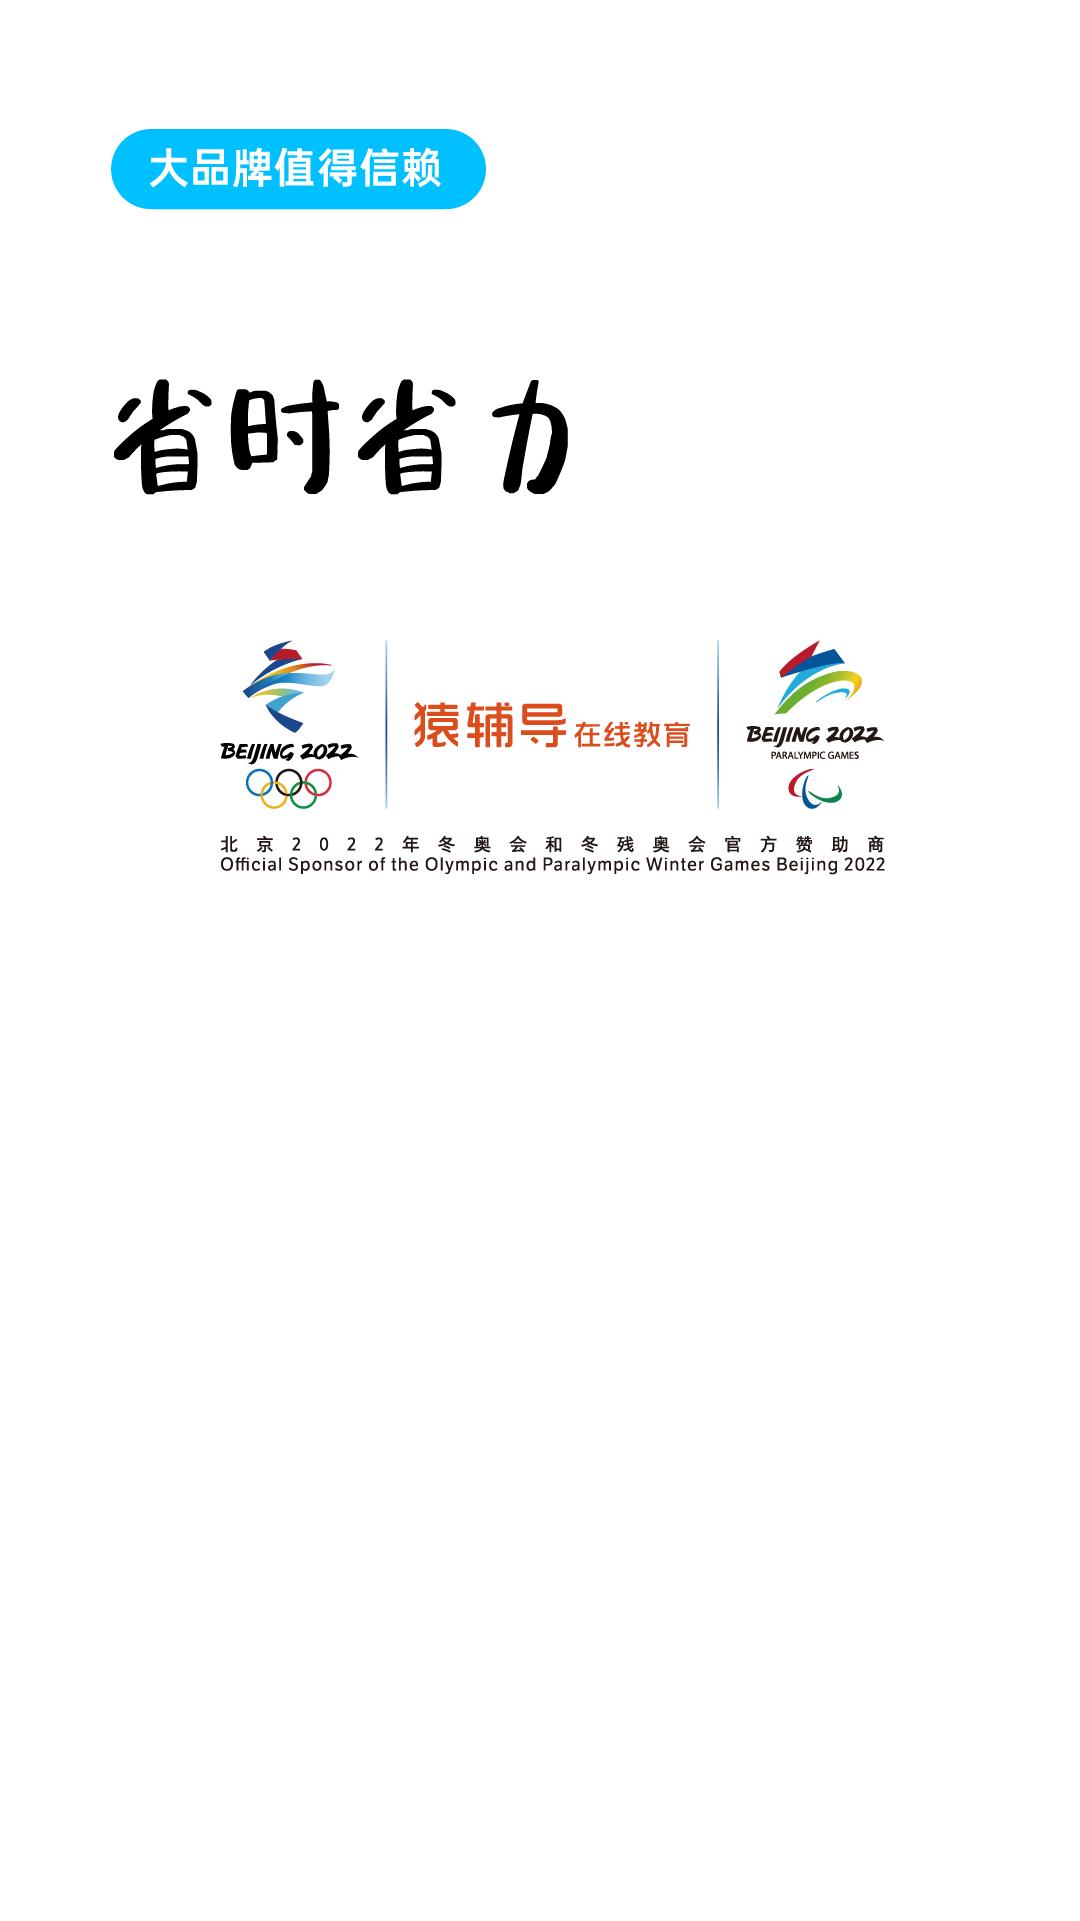 大品牌值得信赖
省时省力
BEIJING 2022
猿辅导在线教育
BEIJING 2022
PARALYMPIC GAMES
北京2022年冬奥会和冬残奥会官方赞助商
Official Sponsor of the Olympic and Paralympic Winter Games Beijing 2022